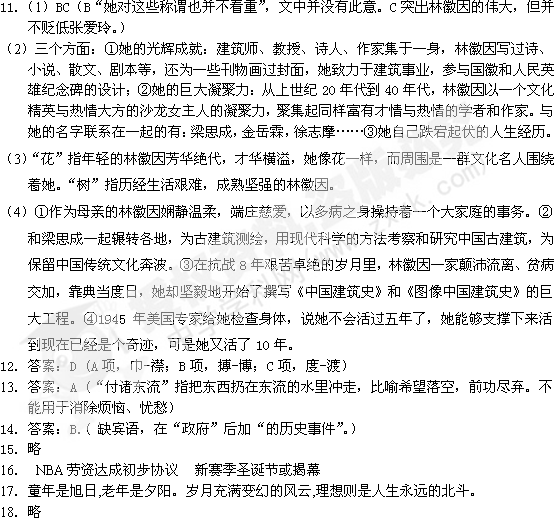 11. (1) BC（B“她对这些称谓也并不看重”，文中并没有此意。C 突出林徽因的伟大，但并
不贬低张爱玲。）
(2) 三个方面：①她的光辉成就：建筑师、教授、诗人、作家集于一身，林徽因写过诗、
小说、散文、剧本等，还为一些刊物画过封面，她致力于建筑事业，参与国徽和人民英
雄纪念碑的设计；②她的巨大凝聚力：从上世纪 20 年代到 40 年代，林徽因以一个文化
精英与热情大方的沙龙女主人的凝聚力，聚集起同样富有才情与热情的学者和作家。与
她的名字联系在一起的有：梁思成，金岳霖，徐志摩……③她自己跌宕起伏的人生经历。
(3)“花”指年轻的林徽因芳华绝代，才华横溢，她像花一样，而周围是一群文化名人围绕
着她。“树”指历经生活艰难，成熟坚强的林徽因。
(4) ①作为母亲的林徽因娴静温柔，端庄慈爱，以多病之身操持着一个大家庭的事务。②
和梁思成一起辗转各地，为古建筑测绘，用现代科学的方法考察和研究中国古建筑，为
保留中国传统文化奔波。③在抗战 8 年艰苦卓绝的岁月里，林徽因一家颠沛流离、贫病
交加，靠典当度日，她却坚毅地开始了撰写《中国建筑史》和《图像中国建筑史》的巨
大工程。④1945 年美国专家给她检查身体，说她不会活过五年了，她能够支撑下来活
到现在已经是个奇迹，可是她又活了 10 年。
12. 答案：D（A 项，巾-襟；B 项，搏-博；C 项，度-渡）
13. 答案：A（“付诸东流”指把东西扔在东流的水里冲走，比喻希望落空，前功尽弃。不
能用于消除烦恼、忧愁）
14. 答案：B.（ 缺宾语，在“政府”后加“的历史事件”。）
15. 略
16. NBA 劳资达成初步协议 新赛季圣诞节或揭幕
17. 童年是旭日,老年是夕阳。岁月充满变幻的风云,理想则是人生永远的北斗。
18. 略